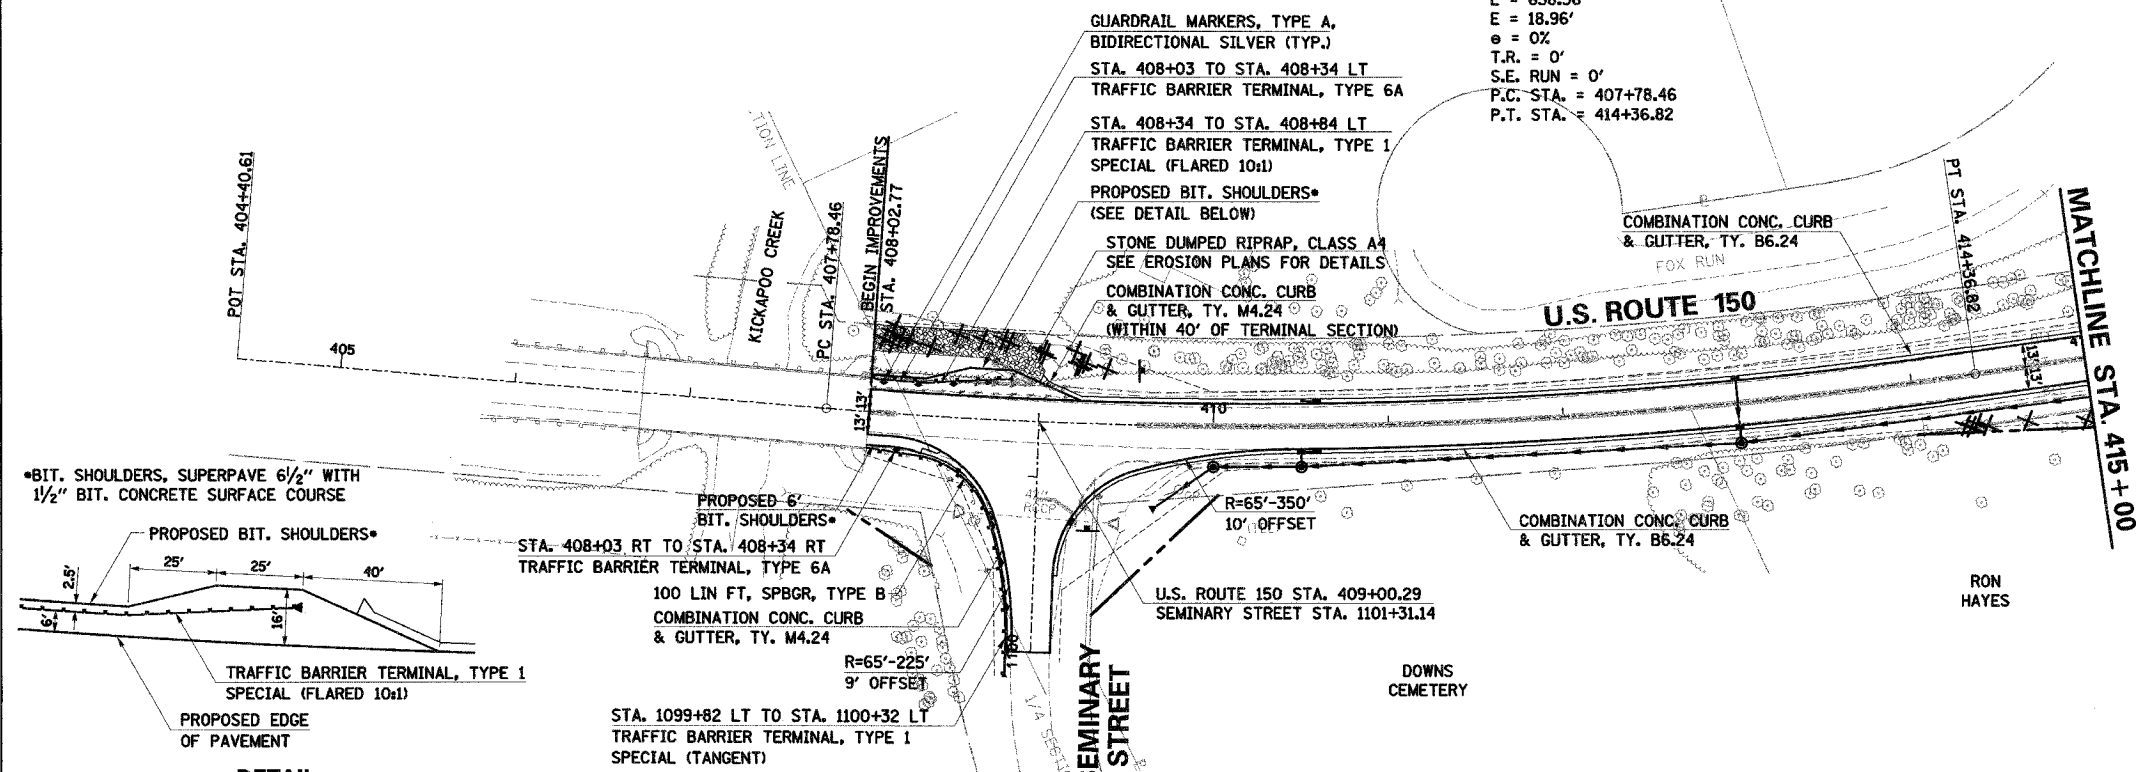 E = 18.96'
e = 0%
T.R. = 0'
S.E. RUN = 0'
P.C. STA. = 407+78.46
P.T. STA. = 414+36.82
GUARDRAIL MARKERS, TYPE A,
BIDIRECTIONAL SILVER (TYP.)
STA. 408+03 TO STA. 408+34 LT
TRAFFIC BARRIER TERMINAL, TYPE 6A
STA. 408+34 TO STA. 408+84 LT
TRAFFIC BARRIER TERMINAL, TYPE 1
SPECIAL (FLARED 10:1)
PROPOSED BIT. SHOULDERS*
(SEE DETAIL BELOW)
STONE DUMPED RIPRAP, CLASS A4
SEE EROSION PLANS FOR DETAILS
COMBINATION CONC. CURB
& GUTTER, TY. M4.24
(WITHIN 40' OF TERMINAL SECTION)
POT STA. 404+40.61
TION LINE
KICKAPOO CREEK
PC STA. 407+78.46
BEGIN IMPROVEMENTS
STA. 408+02.77
COMBINATION CONC. CURB
& GUTTER, TY. B6.24
FOX RUN
U.S. ROUTE 150
PT STA. 414+36.82
MATCHLINE STA. 415+00
405
410
13' 13'
13' 13'
*BIT. SHOULDERS, SUPERPAVE 6½" WITH
1½" BIT. CONCRETE SURFACE COURSE
PROPOSED BIT. SHOULDERS*
25'
25'
40'
2.5'
6'
16'
TRAFFIC BARRIER TERMINAL, TYPE 1
SPECIAL (FLARED 10:1)
PROPOSED EDGE
OF PAVEMENT
DETAIL
PROPOSED 6'
BIT. SHOULDERS*
STA. 408+03 RT TO STA. 408+34 RT
TRAFFIC BARRIER TERMINAL, TYPE 6A
100 LIN FT, SPBGR, TYPE B
COMBINATION CONC. CURB
& GUTTER, TY. M4.24
R=65'-225'
9' OFFSET
STA. 1099+82 LT TO STA. 1100+32 LT
TRAFFIC BARRIER TERMINAL, TYPE 1
SPECIAL (TANGENT)
1100
1/4 SECTI
SEMINARY
STREET
R=65'-350'
10' OFFSET
U.S. ROUTE 150 STA. 409+00.29
SEMINARY STREET STA. 1101+31.14
COMBINATION CONC. CURB
& GUTTER, TY. B6.24
DOWNS
CEMETERY
RON
HAYES